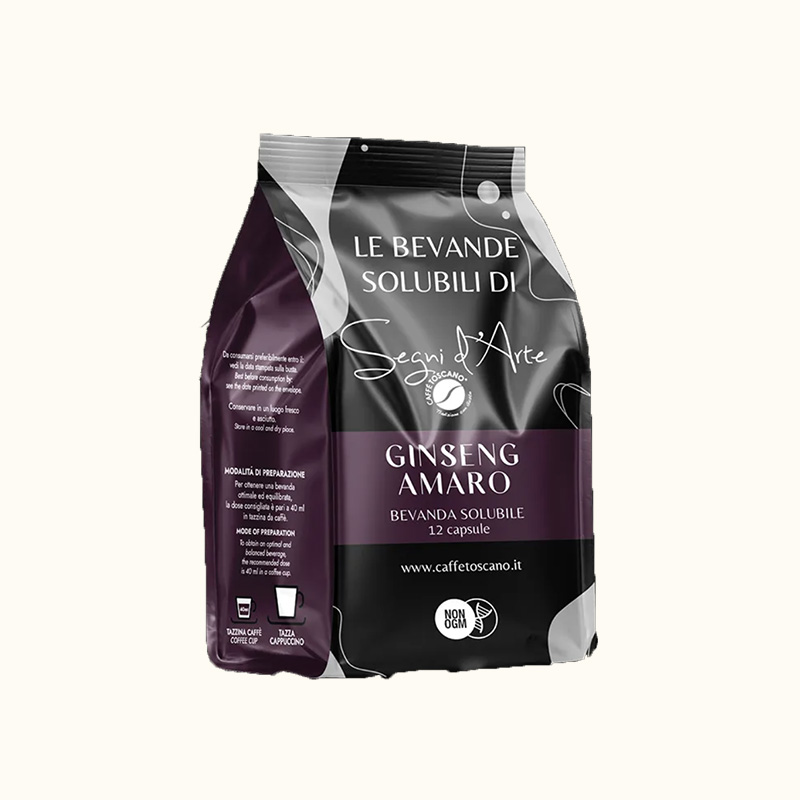 LE BEVANDE
SOLUBILI DI
Segni d'Arte
CAFFETOSCANO
GINSENG
AMARO
BEVANDA SOLUBILE
12 capsule
www.caffetoscano.it
NON
OGM
Da consumarsi preferibilmente entro il:
vedi la data stampata sulla busta.
Best before consumption by:
see the date printed on the envelope.
Conservare in un luogo fresco
e asciutto.
Store in a cool and dry place.
MODALITÁ DI PREPARAZIONE
Per ottenere una bevanda
ottimale ed equilibrata,
la dose consigliata è pari a 40 ml
in tazzina da caffè.
MODE OF PREPARATION
To obtain an optimal and
balanced beverage,
the recommended dose
is 40 ml in a coffee cup.
40ml
TAZZINA CAFFÈ
COFFEE CUP
TAZZA
CAPPUCCINO